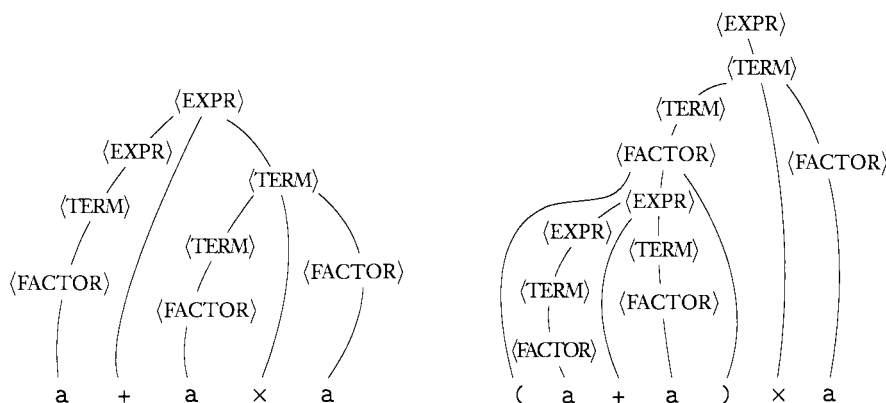 ⟨EXPR⟩
⟨EXPR⟩
⟨TERM⟩
⟨TERM⟩
⟨TERM⟩
⟨FACTOR⟩
⟨FACTOR⟩
⟨FACTOR⟩
a + a × a
⟨EXPR⟩
⟨TERM⟩
⟨TERM⟩
⟨FACTOR⟩
⟨FACTOR⟩
⟨EXPR⟩
⟨EXPR⟩
⟨TERM⟩
⟨TERM⟩
⟨FACTOR⟩
⟨FACTOR⟩
( a + a ) × a